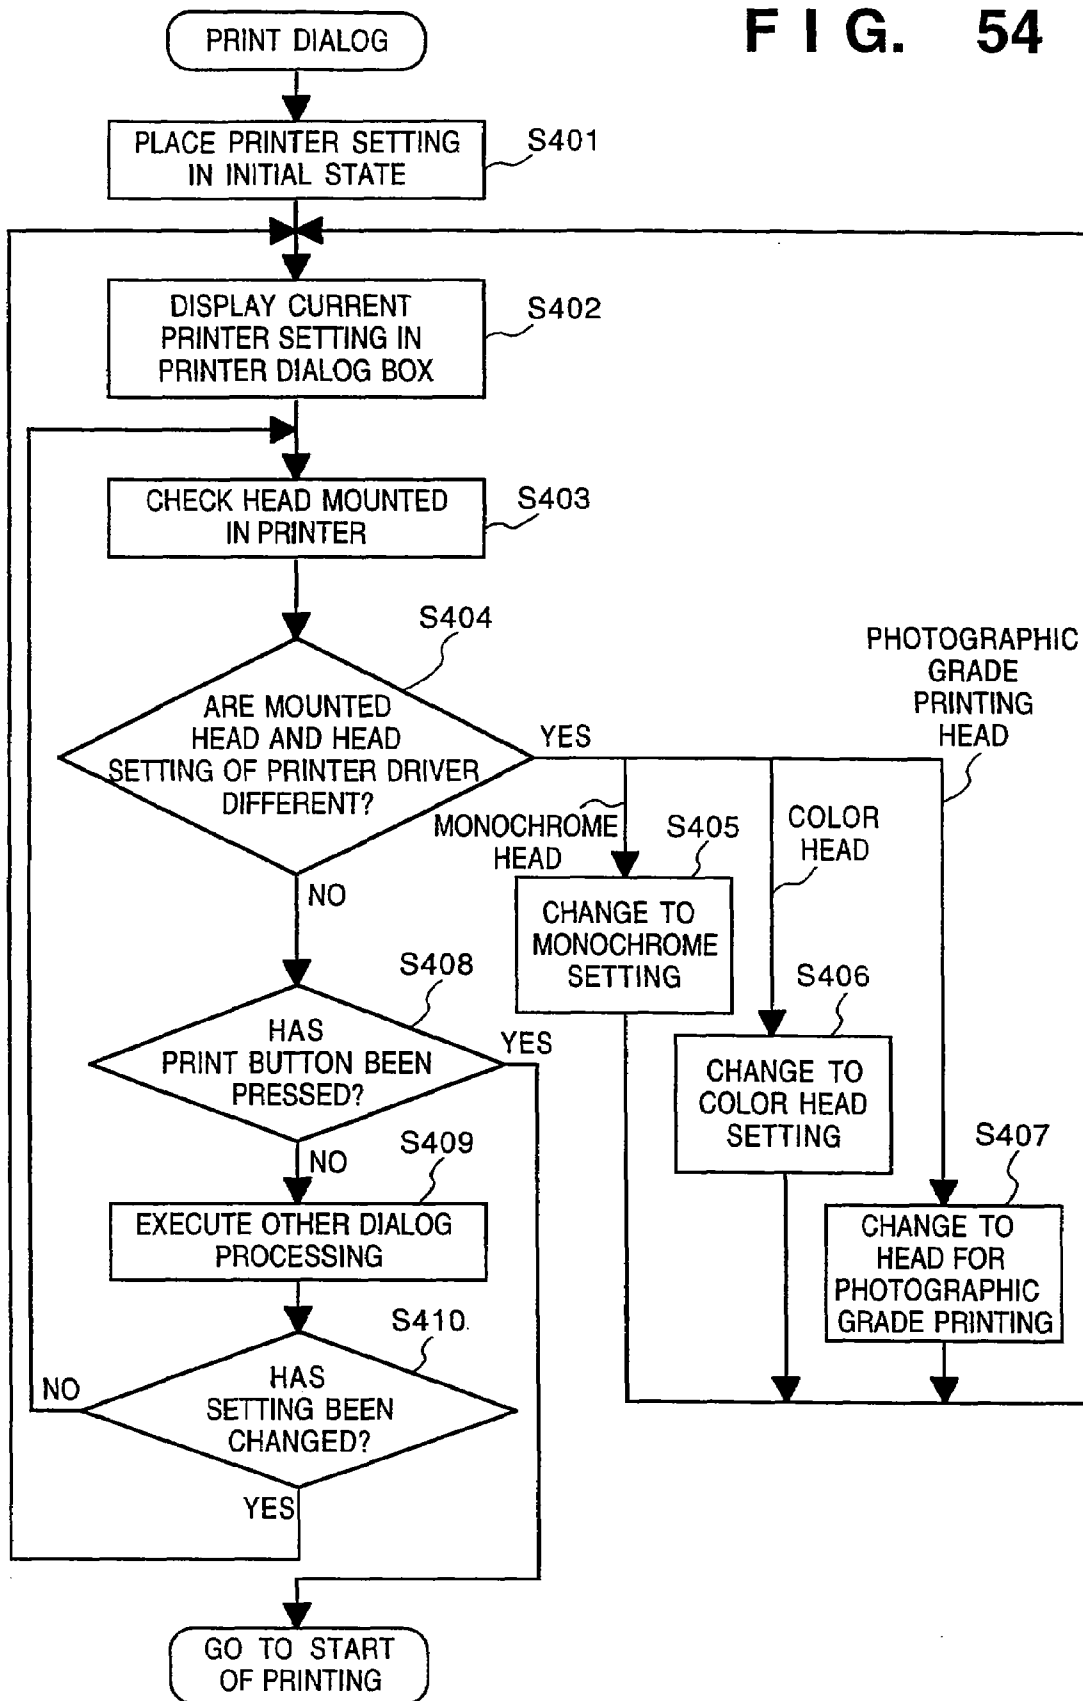 FIG. 54
PRINT DIALOG
PLACE PRINTER SETTING
IN INITIAL STATE
S401
DISPLAY CURRENT
PRINTER SETTING IN
PRINTER DIALOG BOX
S402
CHECK HEAD MOUNTED
IN PRINTER
S403
S404
ARE MOUNTED
HEAD AND HEAD
SETTING OF PRINTER DRIVER
DIFFERENT?
YES
NO
PHOTOGRAPHIC
GRADE
PRINTING
HEAD
MONOCHROME
HEAD
S405
COLOR
HEAD
CHANGE TO
MONOCHROME
SETTING
S406
CHANGE TO
COLOR HEAD
SETTING
S407
CHANGE TO
HEAD FOR
PHOTOGRAPHIC
GRADE PRINTING
S408
HAS
PRINT BUTTON BEEN
PRESSED?
YES
NO
S409
EXECUTE OTHER DIALOG
PROCESSING
S410
HAS
SETTING BEEN
CHANGED?
NO
YES
GO TO START
OF PRINTING